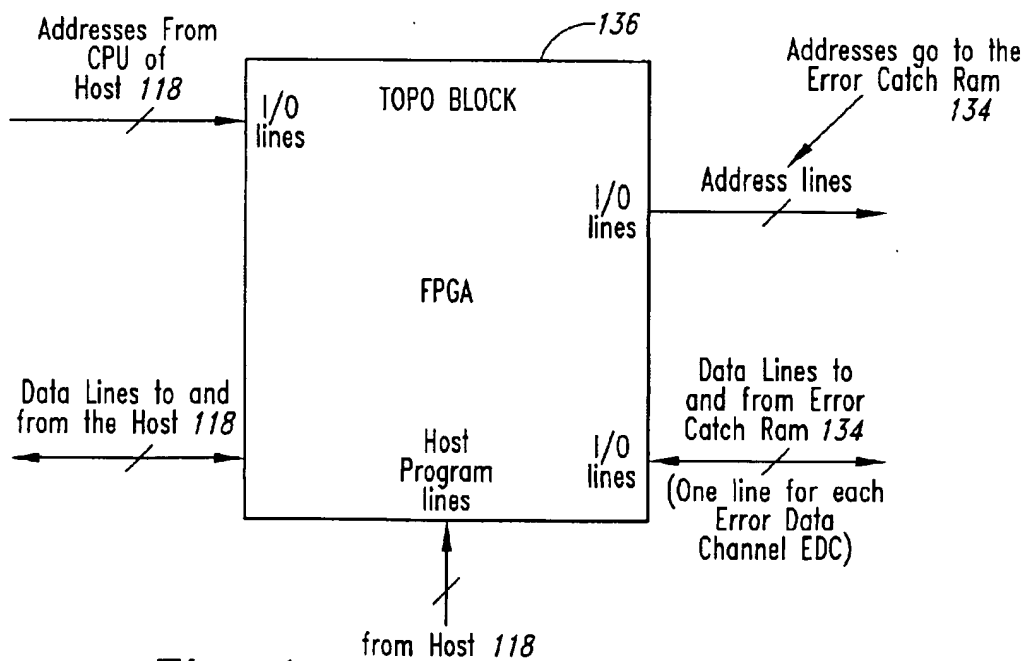 Addresses From
CPU of
Host 118
136
Addresses go to the
Error Catch Ram
134
TOPO BLOCK
I/O
lines
Address lines
I/O
lines
FPGA
Data Lines to and
from the Host 118
Host
Program
lines
I/O
lines
Data Lines to
and from Error
Catch Ram 134
(One line for each
Error Data
Channel EDC)
from Host 118